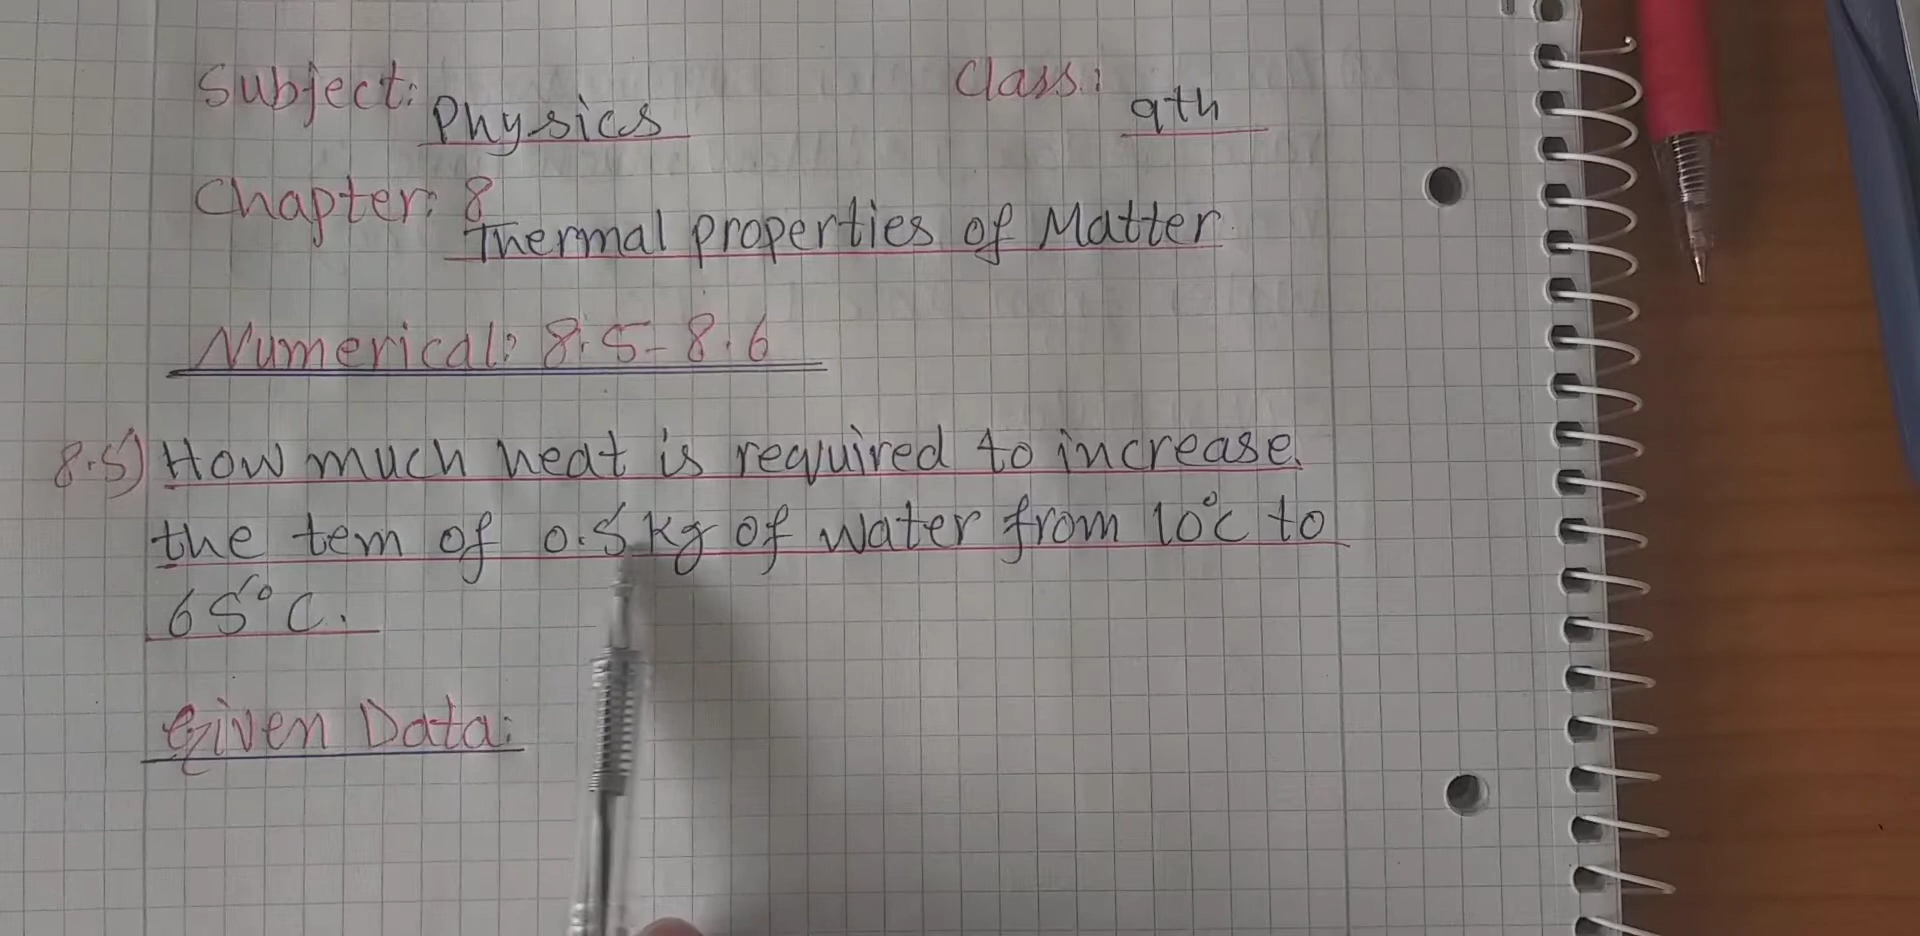 Subject: Physics Class: 9th
Chapter: 8 Thermal properties of Matter
Numerical: 8.5-8.6
8.5) How much heat is required to increase
the tem of 0.5 kg of water from 10°C to
65°C.
Given Data: